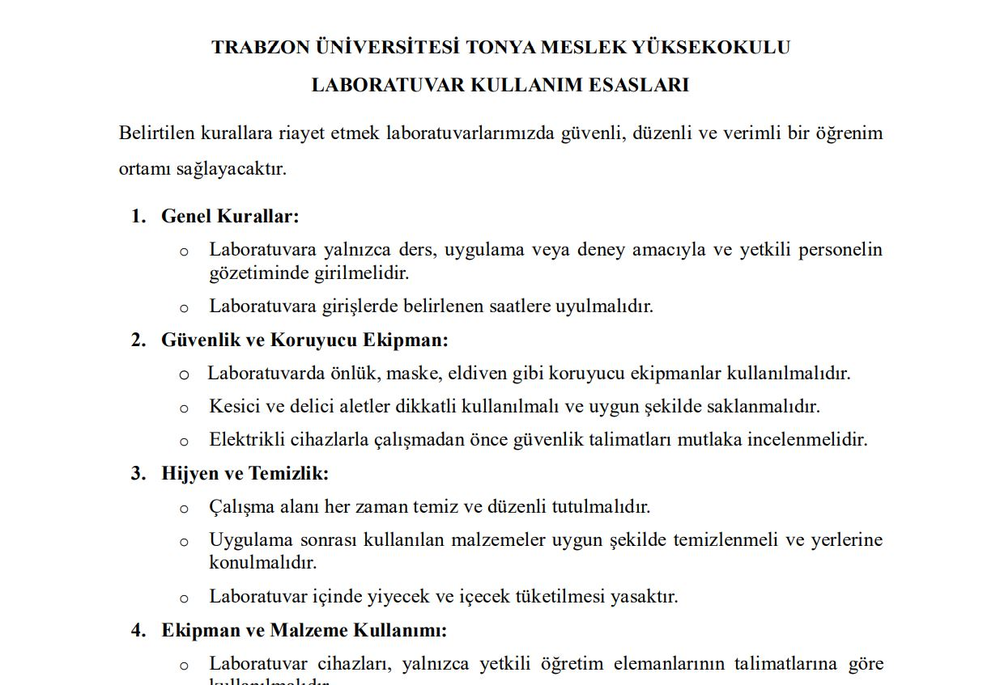 TRABZON ÜNİVERSİTESİ TONYA MESLEK YÜKSEKOKULU
LABORATUVAR KULLANIM ESASLARI
Belirtilen kurallara riayet etmek laboratuvarlarımızda güvenli, düzenli ve verimli bir öğrenim
ortamı sağlayacaktır.
1. Genel Kurallar:
o Laboratuvara yalnızca ders, uygulama veya deney amacıyla ve yetkili personelin
gözetiminde girilmelidir.
o Laboratuvara girişlerde belirlenen saatlere uyulmalıdır.
2. Güvenlik ve Koruyucu Ekipman:
o Laboratuvarda önlük, maske, eldiven gibi koruyucu ekipmanlar kullanılmalıdır.
o Kesici ve delici aletler dikkatli kullanılmalı ve uygun şekilde saklanmalıdır.
o Elektrikli cihazlarla çalışmadan önce güvenlik talimatları mutlaka incelenmelidir.
3. Hijyen ve Temizlik:
o Çalışma alanı her zaman temiz ve düzenli tutulmalıdır.
o Uygulama sonrası kullanılan malzemeler uygun şekilde temizlenmeli ve yerlerine
konulmalıdır.
o Laboratuvar içinde yiyecek ve içecek tüketilmesi yasaktır.
4. Ekipman ve Malzeme Kullanımı:
o Laboratuvar cihazları, yalnızca yetkili öğretim elemanlarının talimatlarına göre